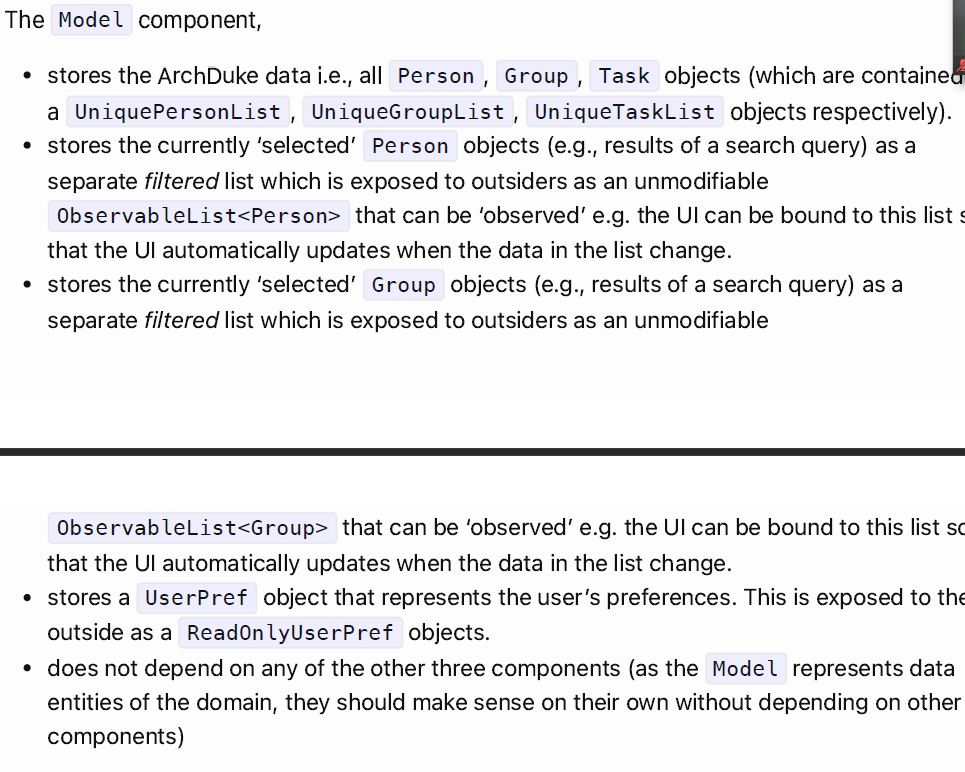 The Model component,
• stores the ArchDuke data i.e., all Person, Group, Task objects (which are contained
a UniquePersonList, UniqueGroupList, UniqueTaskList objects respectively).
• stores the currently ‘selected’ Person objects (e.g., results of a search query) as a
separate filtered list which is exposed to outsiders as an unmodifiable
ObservableList<Person> that can be ‘observed’ e.g. the UI can be bound to this list s
that the UI automatically updates when the data in the list change.
• stores the currently ‘selected’ Group objects (e.g., results of a search query) as a
separate filtered list which is exposed to outsiders as an unmodifiable
ObservableList<Group> that can be ‘observed’ e.g. the UI can be bound to this list so
that the UI automatically updates when the data in the list change.
• stores a UserPref object that represents the user’s preferences. This is exposed to the
outside as a ReadOnlyUserPref objects.
• does not depend on any of the other three components (as the Model represents data
entities of the domain, they should make sense on their own without depending on other
components)